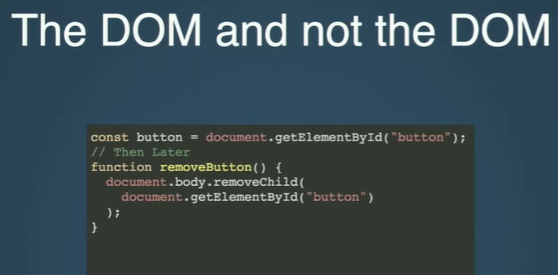 The DOM and not the DOM
const button = document.getElementById("button");
// Then Later
function removeButton() {
  document.body.removeChild(
    document.getElementById("button")
  );
}